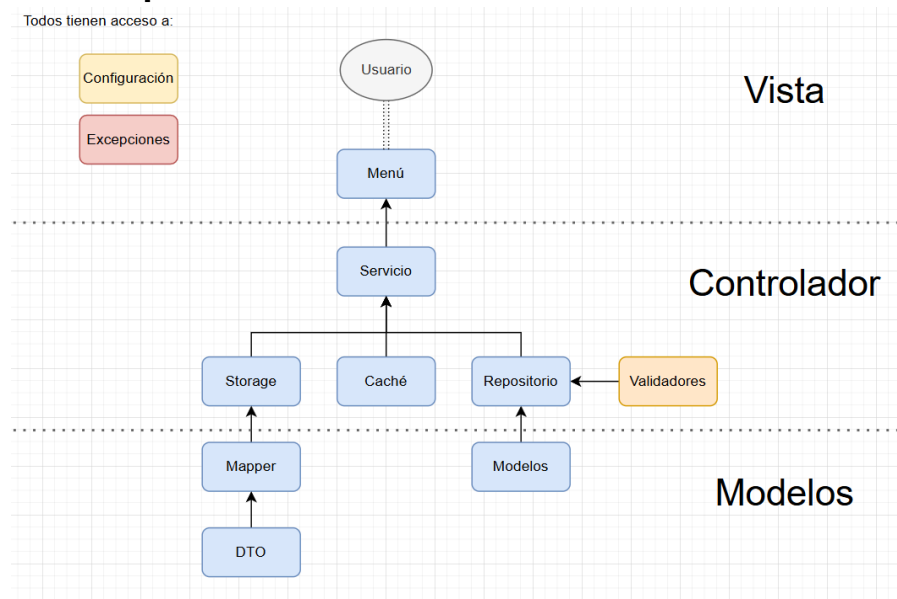 Todos tienen acceso a:
Configuración
Excepciones
Usuario
Vista
Menú
Servicio
Controlador
Storage
Caché
Repositorio
Validadores
Mapper
Modelos
Modelos
DTO